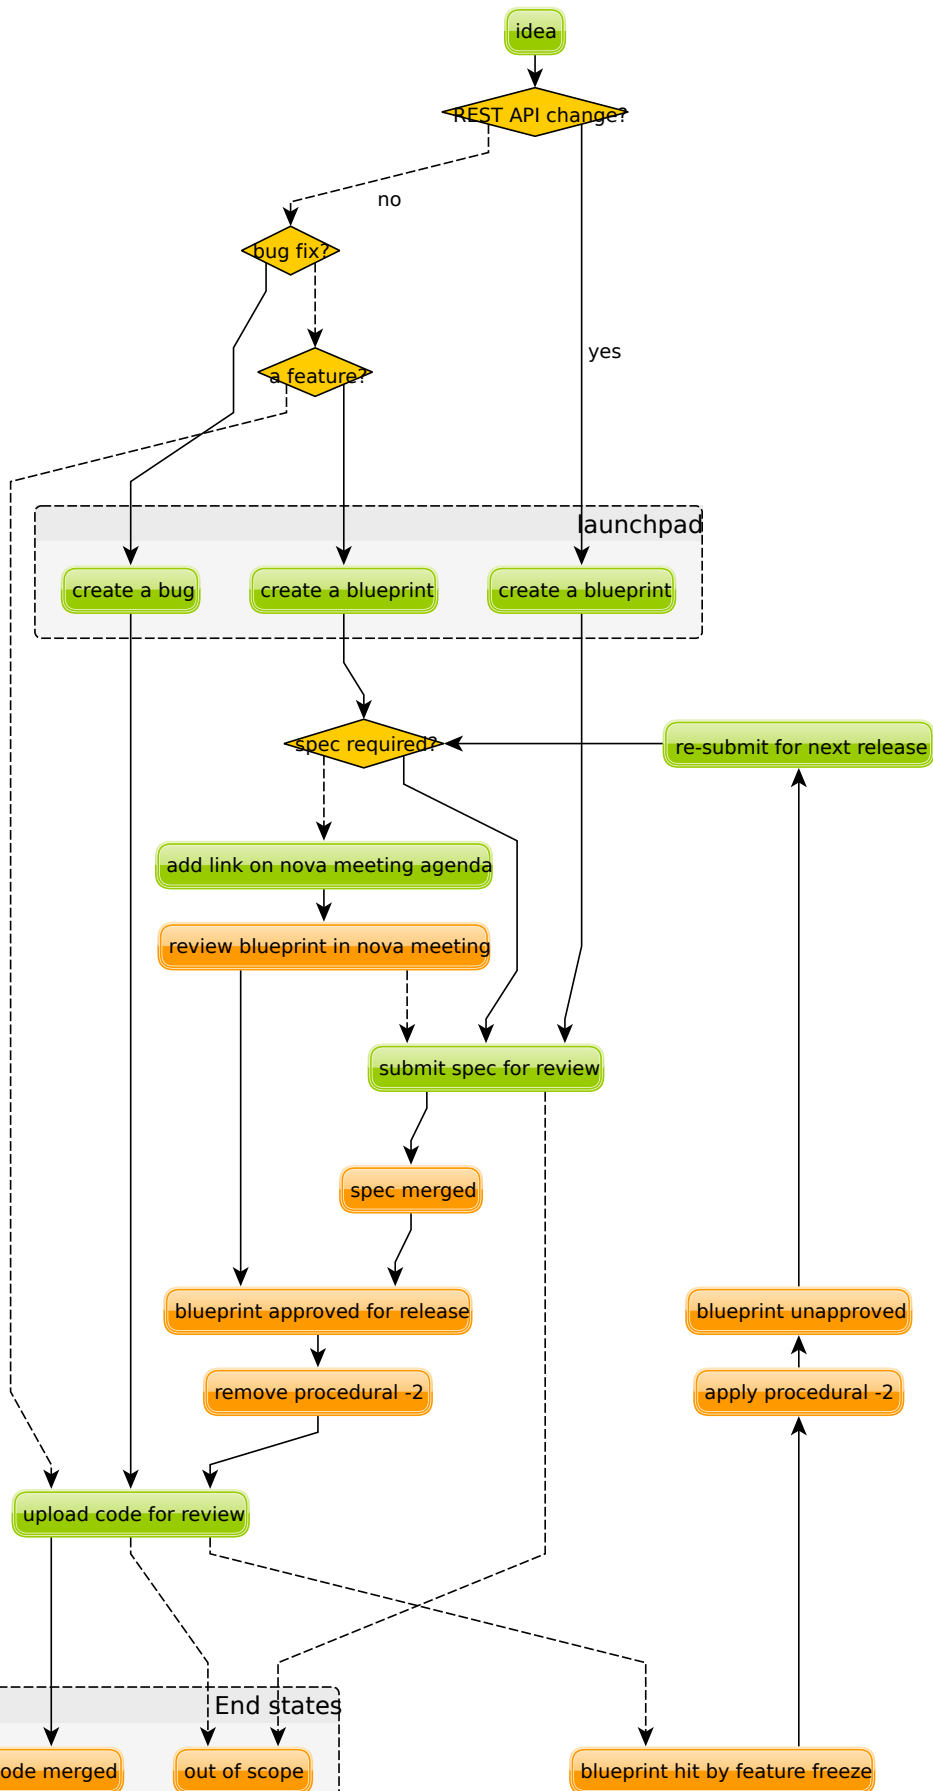 idea
REST API change?
no
bug fix?
yes
a feature?
launchpad
create a bug
create a blueprint
create a blueprint
spec required?
re-submit for next release
add link on nova meeting agenda
review blueprint in nova meeting
submit spec for review
spec merged
blueprint approved for release
blueprint unapproved
remove procedural -2
apply procedural -2
upload code for review
End states
ode merged
out of scope
blueprint hit by feature freeze